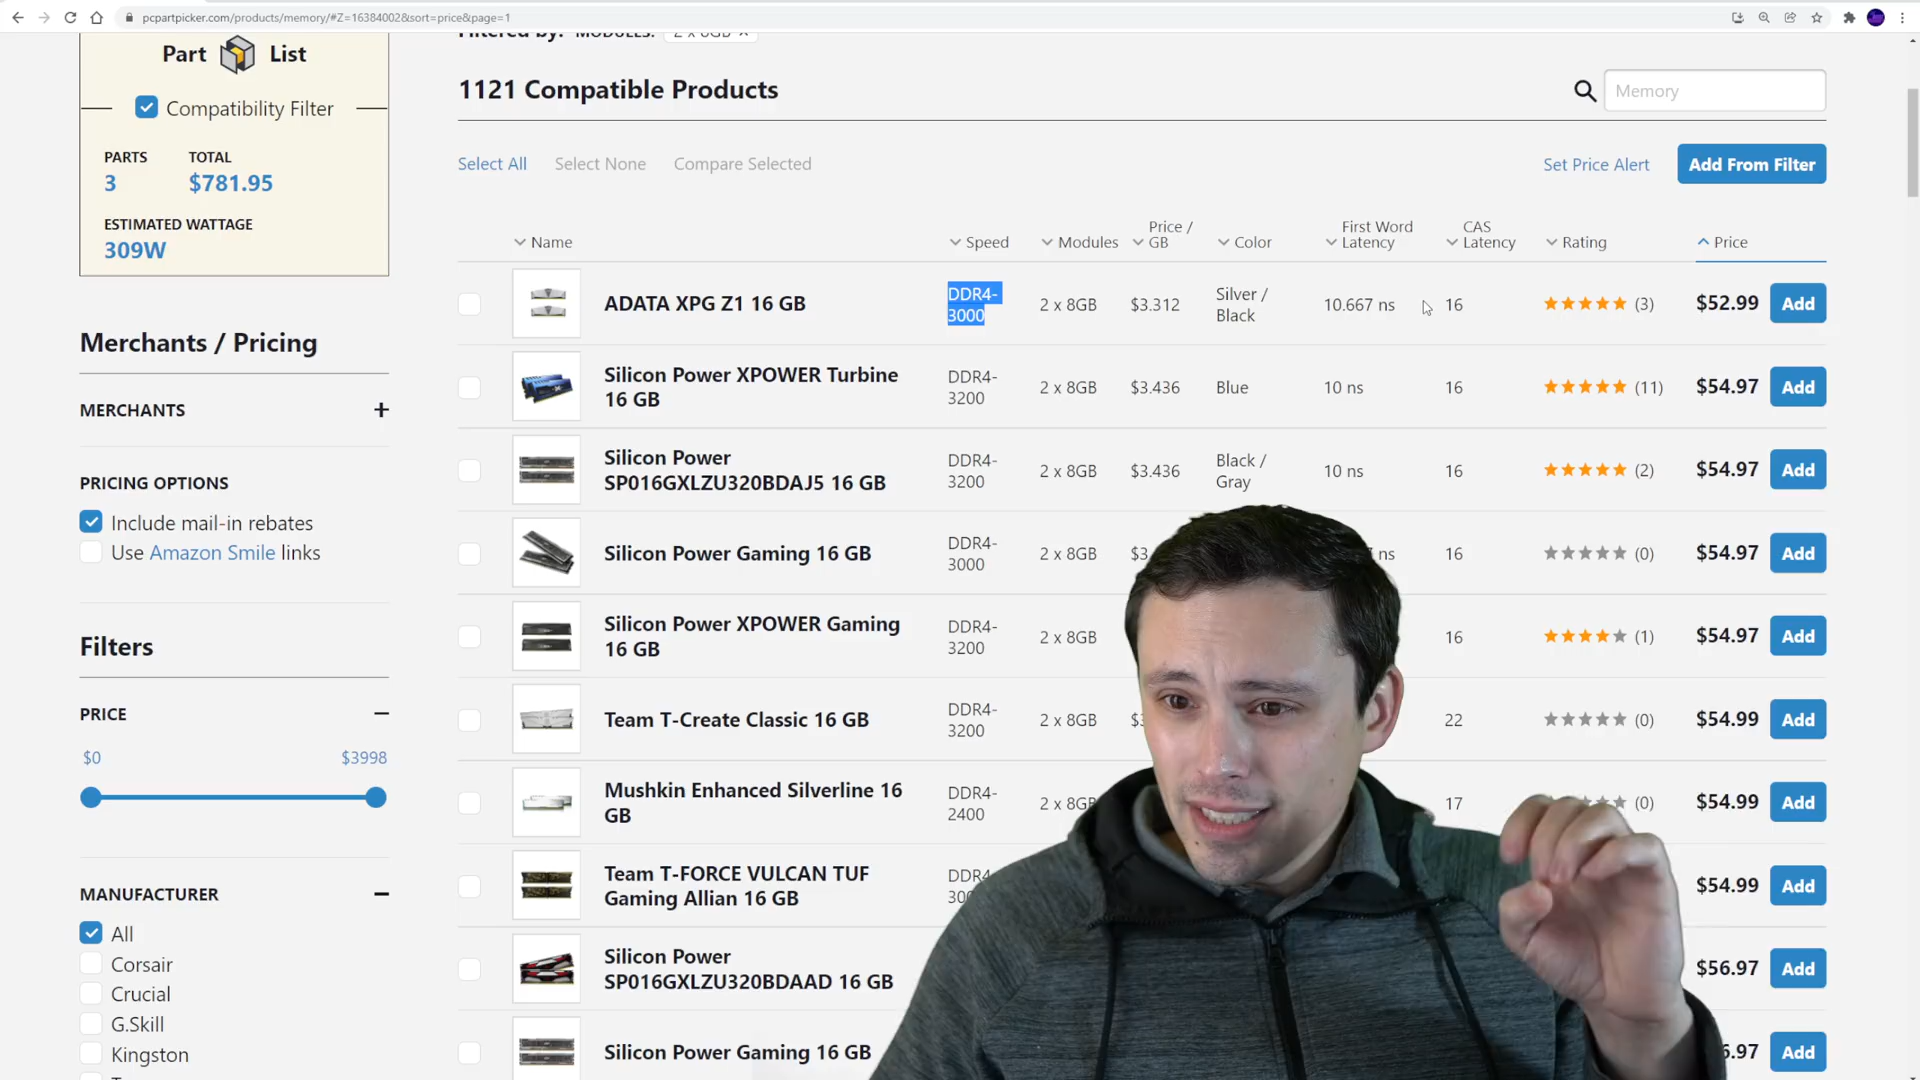 pcpartpicker.com/products/memory/#Z=16384002&sort=price&page=1
Part List
Compatibility Filter
PARTS TOTAL
3 $781.95
ESTIMATED WATTAGE
309W
Merchants / Pricing
MERCHANTS +
PRICING OPTIONS
Include mail-in rebates
Use Amazon Smile links
Filters
PRICE −
$0 $3998
MANUFACTURER −
All
Corsair
Crucial
G.Skill
Kingston
Filtered by: MODULES: 2 x 8GB ×
1121 Compatible Products
Memory
Select All Select None Compare Selected Set Price Alert Add From Filter
Name Speed Modules Price / GB Color First Word Latency CAS Latency Rating Price
ADATA XPG Z1 16 GB DDR4-3000 2 x 8GB $3.312 Silver / Black 10.667 ns 16 (3) $52.99 Add
Silicon Power XPOWER Turbine 16 GB DDR4-3200 2 x 8GB $3.436 Blue 10 ns 16 (11) $54.97 Add
Silicon Power SP016GXLZU320BDAJ5 16 GB DDR4-3200 2 x 8GB $3.436 Black / Gray 10 ns 16 (2) $54.97 Add
Silicon Power Gaming 16 GB DDR4-3000 2 x 8GB ns 16 (0) $54.97 Add
Silicon Power XPOWER Gaming 16 GB DDR4-3200 2 x 8GB 16 (1) $54.97 Add
Team T-Create Classic 16 GB DDR4-3200 2 x 8GB 22 (0) $54.99 Add
Mushkin Enhanced Silverline 16 GB DDR4-2400 2 x 8GB 17 (0) $54.99 Add
Team T-FORCE VULCAN TUF Gaming Allian 16 GB DDR4 $54.99 Add
Silicon Power SP016GXLZU320BDAAD 16 GB $56.97 Add
Silicon Power Gaming 16 GB Add